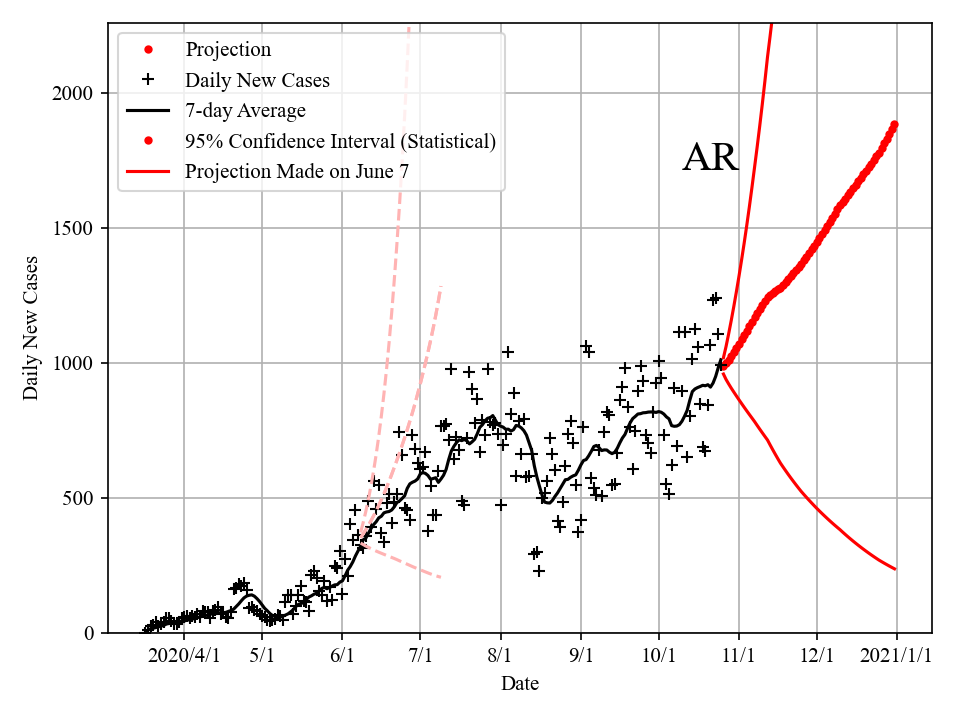 Projection
Daily New Cases
7-day Average
95% Confidence Interval (Statistical)
Projection Made on June 7
AR
2000
1500
1000
500
0
Daily New Cases
2020/4/1 5/1 6/1 7/1 8/1 9/1 10/1 11/1 12/1 2021/1/1
Date